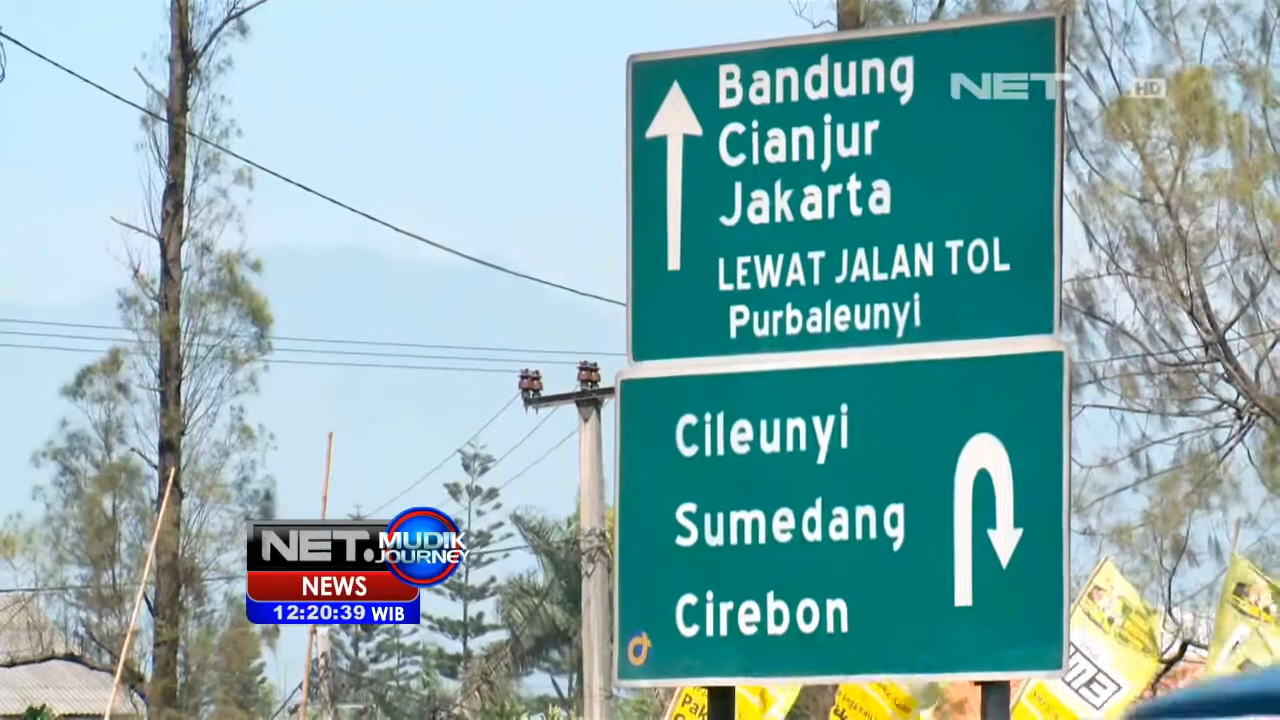 Bandung
Cianjur
Jakarta
LEWAT JALAN TOL
Purbaleunyi
Cileunyi
Sumedang
Cirebon
NET. HD
NET. MUDIK JOURNEY
NEWS
12:20:39 WIB